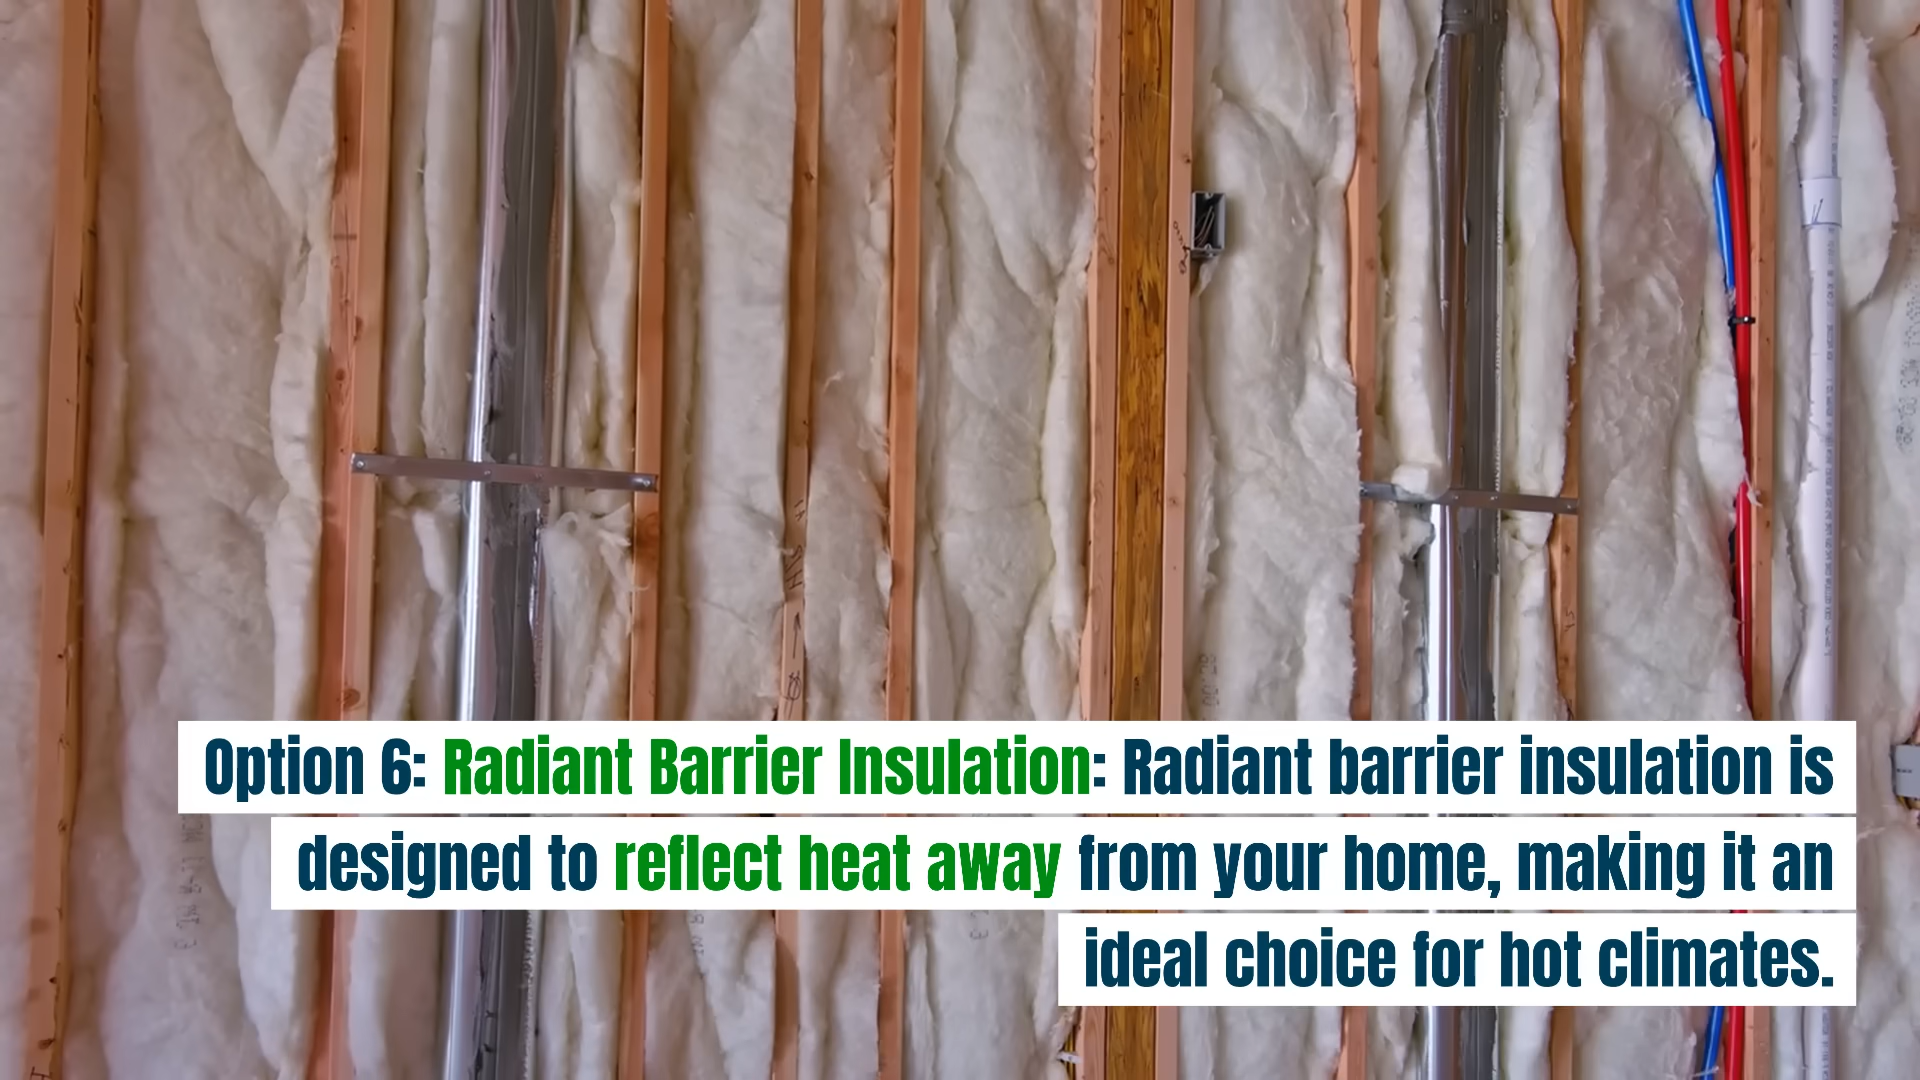 Option 6: Radiant Barrier Insulation: Radiant barrier insulation is
designed to reflect heat away from your home, making it an
ideal choice for hot climates.